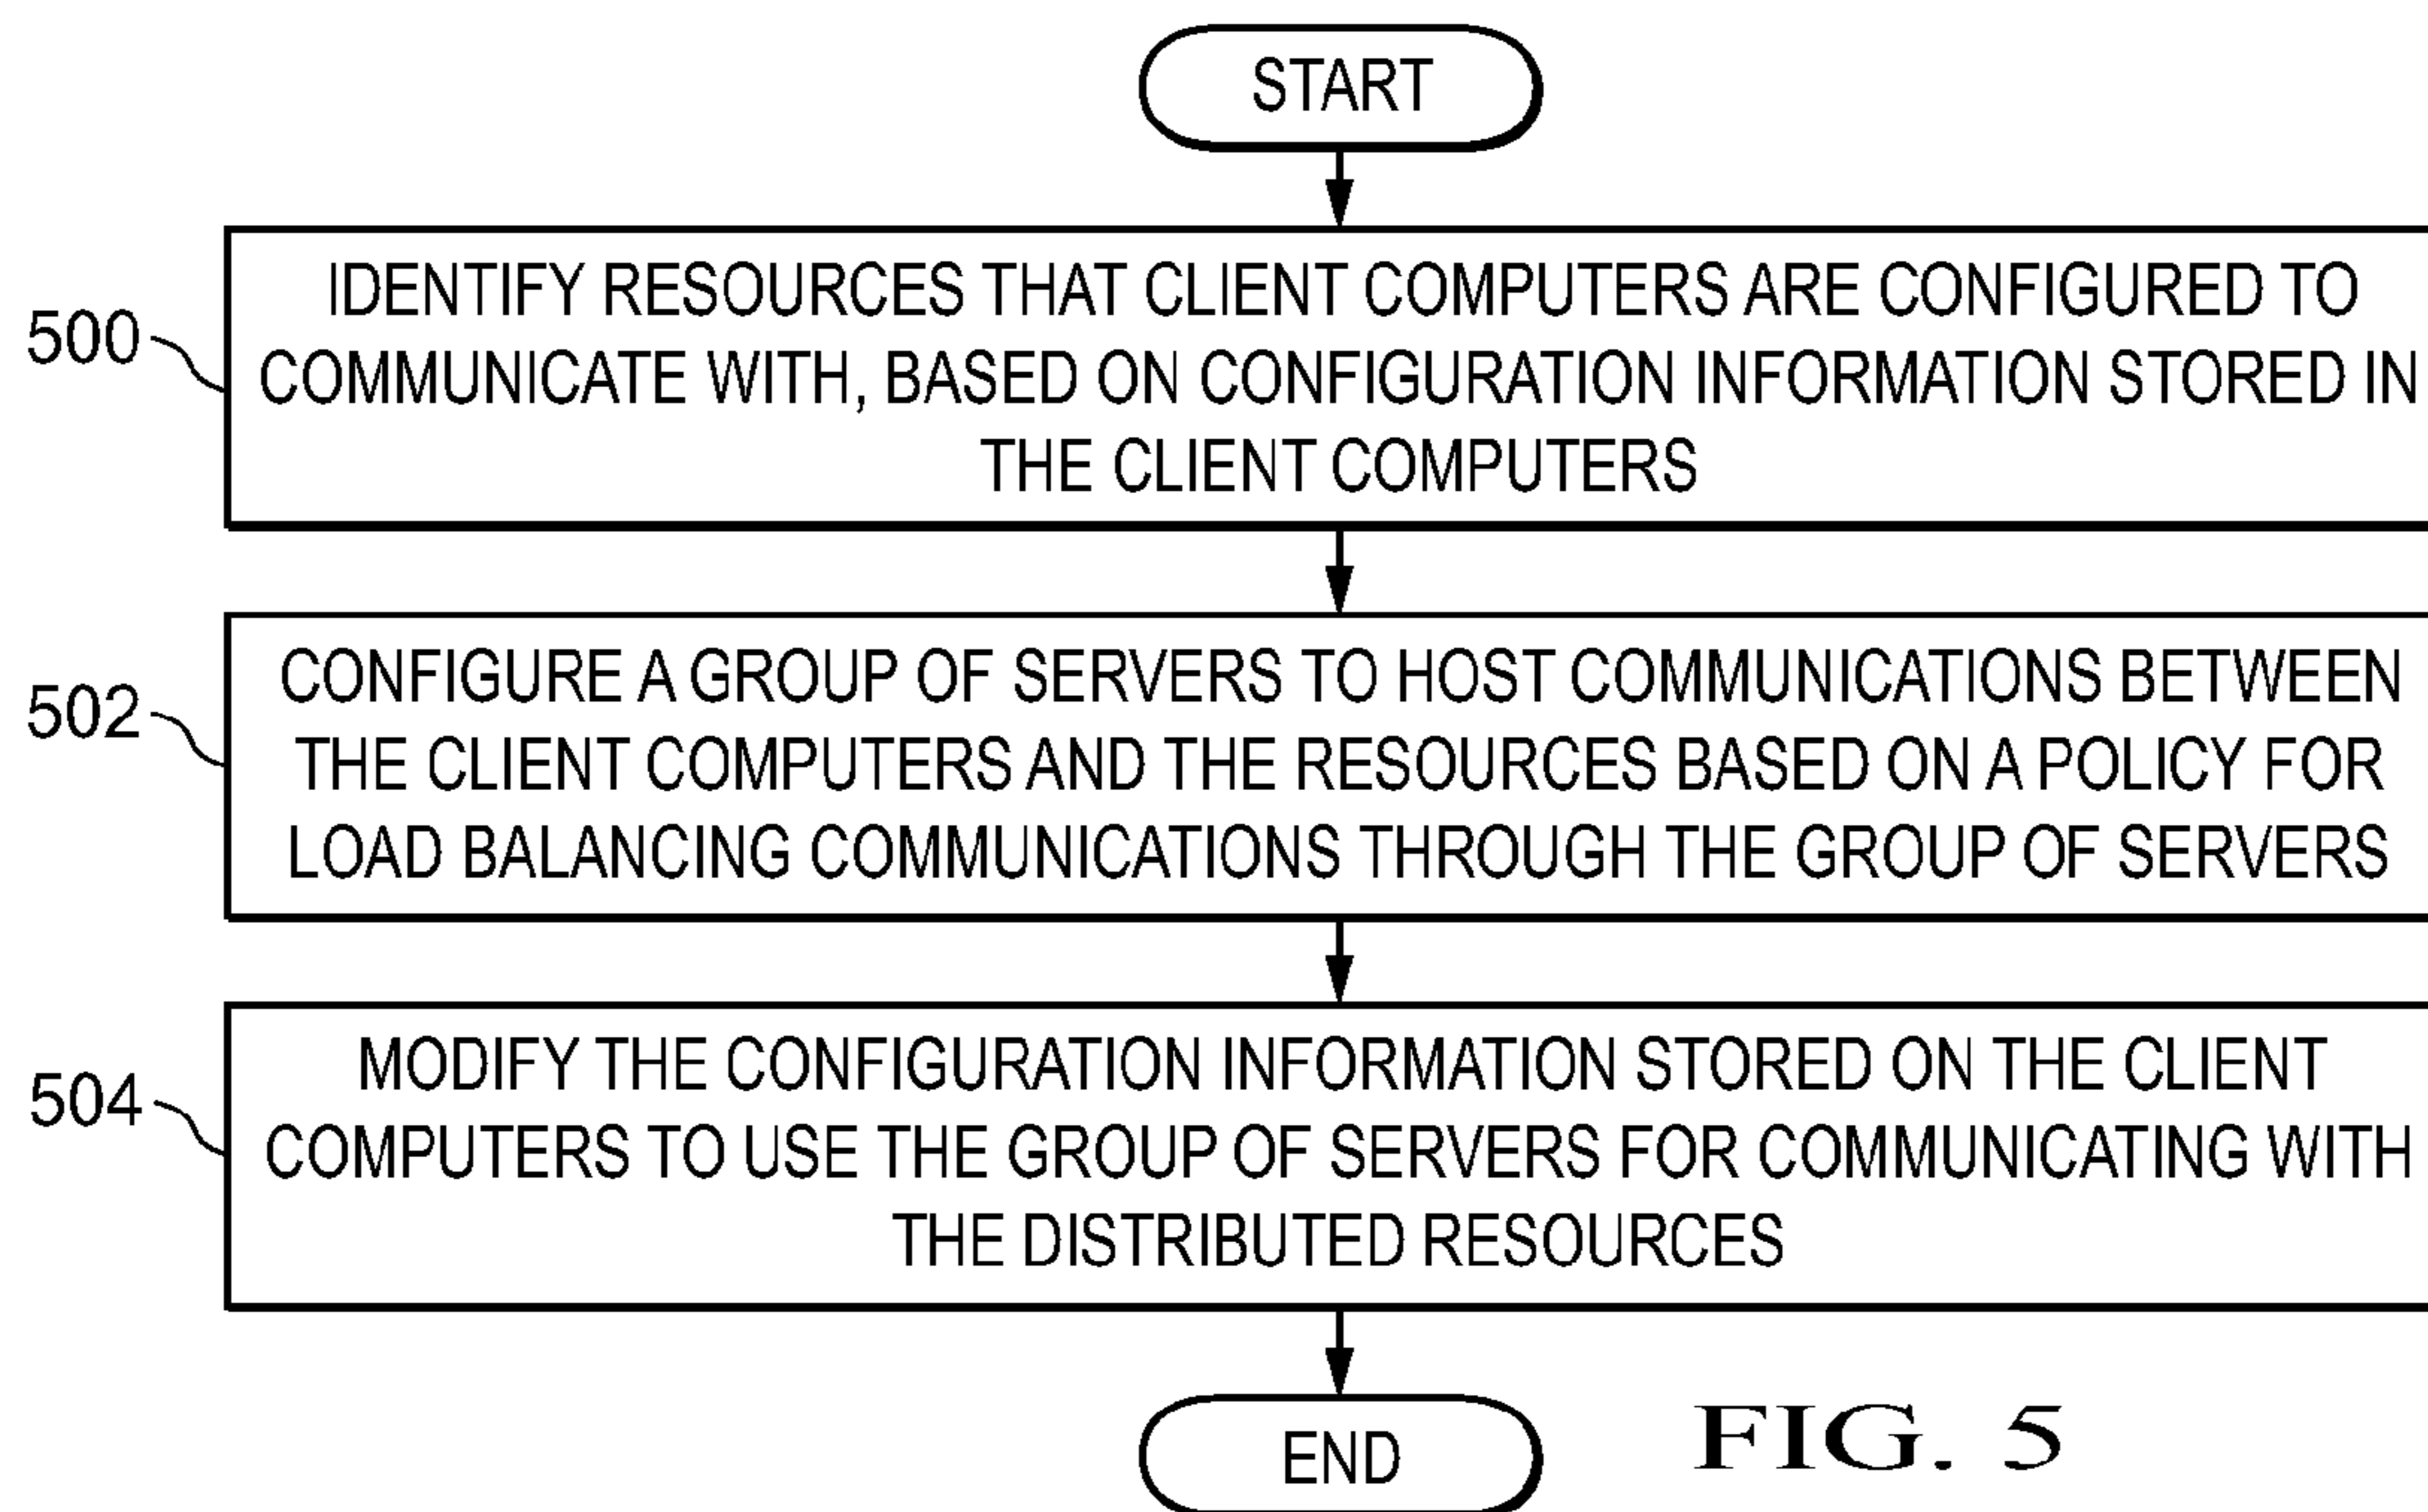 START
500
IDENTIFY RESOURCES THAT CLIENT COMPUTERS ARE CONFIGURED TO
COMMUNICATE WITH, BASED ON CONFIGURATION INFORMATION STORED IN
THE CLIENT COMPUTERS
502
CONFIGURE A GROUP OF SERVERS TO HOST COMMUNICATIONS BETWEEN
THE CLIENT COMPUTERS AND THE RESOURCES BASED ON A POLICY FOR
LOAD BALANCING COMMUNICATIONS THROUGH THE GROUP OF SERVERS
504
MODIFY THE CONFIGURATION INFORMATION STORED ON THE CLIENT
COMPUTERS TO USE THE GROUP OF SERVERS FOR COMMUNICATING WITH
THE DISTRIBUTED RESOURCES
END
FIG. 5